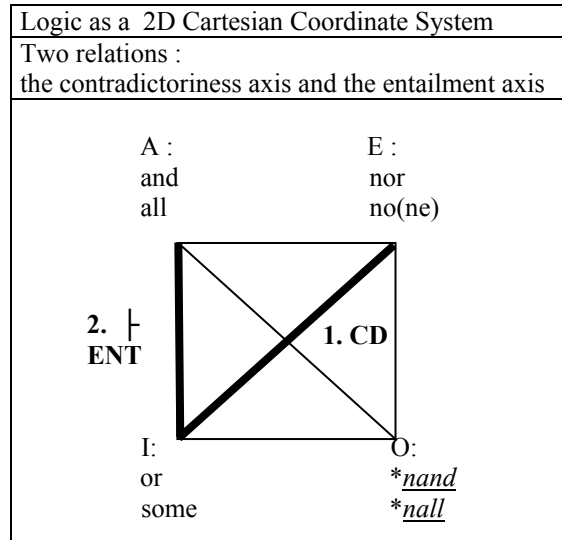 Logic as a 2D Cartesian Coordinate System
Two relations :
the contradictoriness axis and the entailment axis
A : E :
and nor
all no(ne)
2. ├ 1. CD
ENT
I: O:
or *nand
some *nall